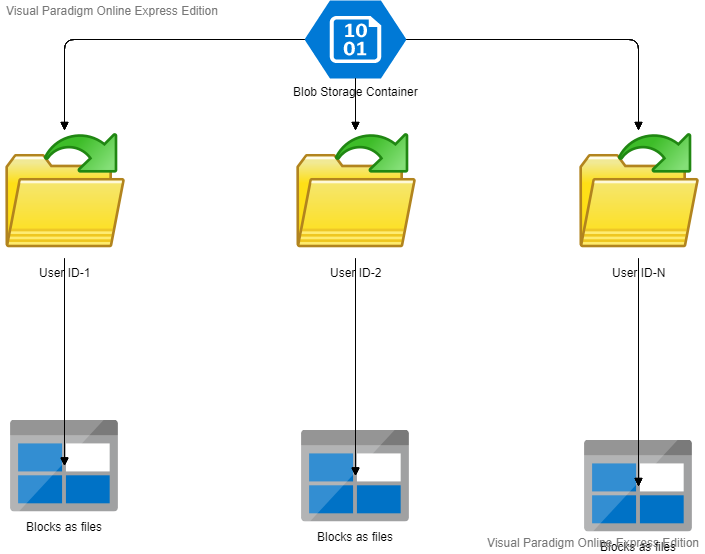 Visual Paradigm Online Express Edition
10
01
Blob Storage Container
User ID-1
User ID-2
User ID-N
Blocks as files
Blocks as files
Visual Paradigm Online Express Edition
Blocks as files